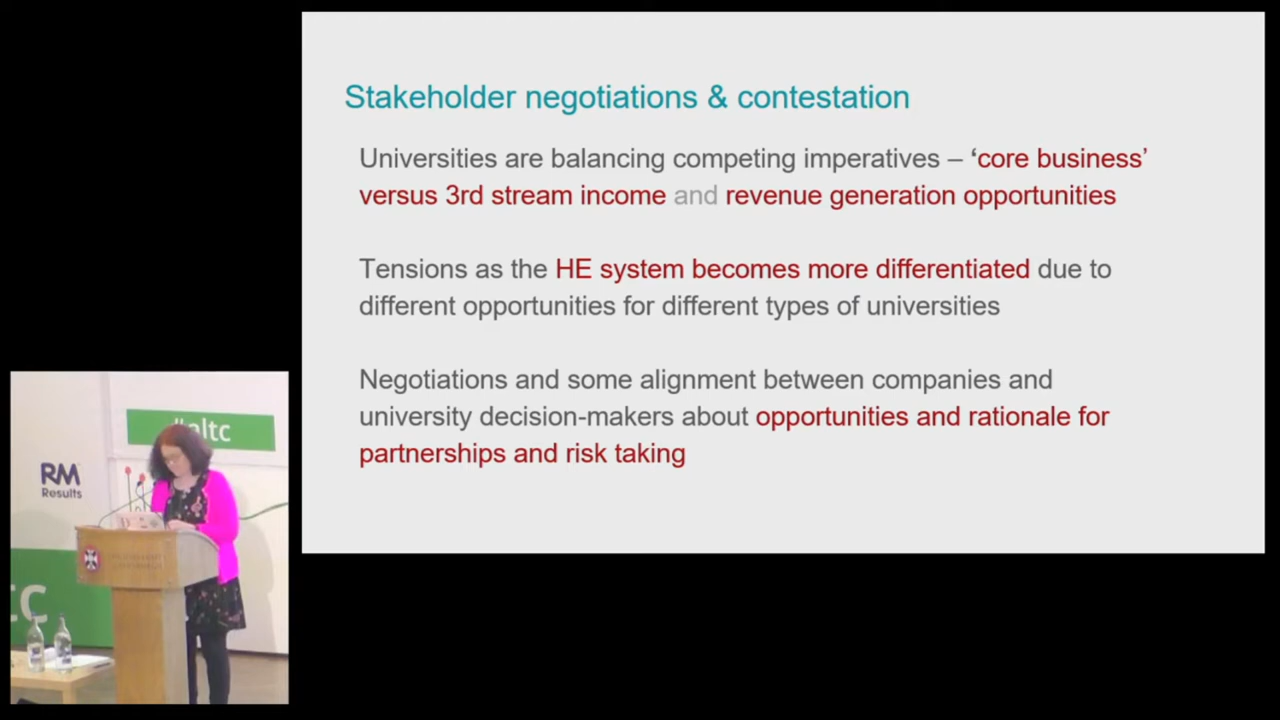 Stakeholder negotiations & contestation
Universities are balancing competing imperatives – ‘core business’
versus 3rd stream income and revenue generation opportunities
Tensions as the HE system becomes more differentiated due to
different opportunities for different types of universities
Negotiations and some alignment between companies and
university decision-makers about opportunities and rationale for
partnerships and risk taking
RM
Results